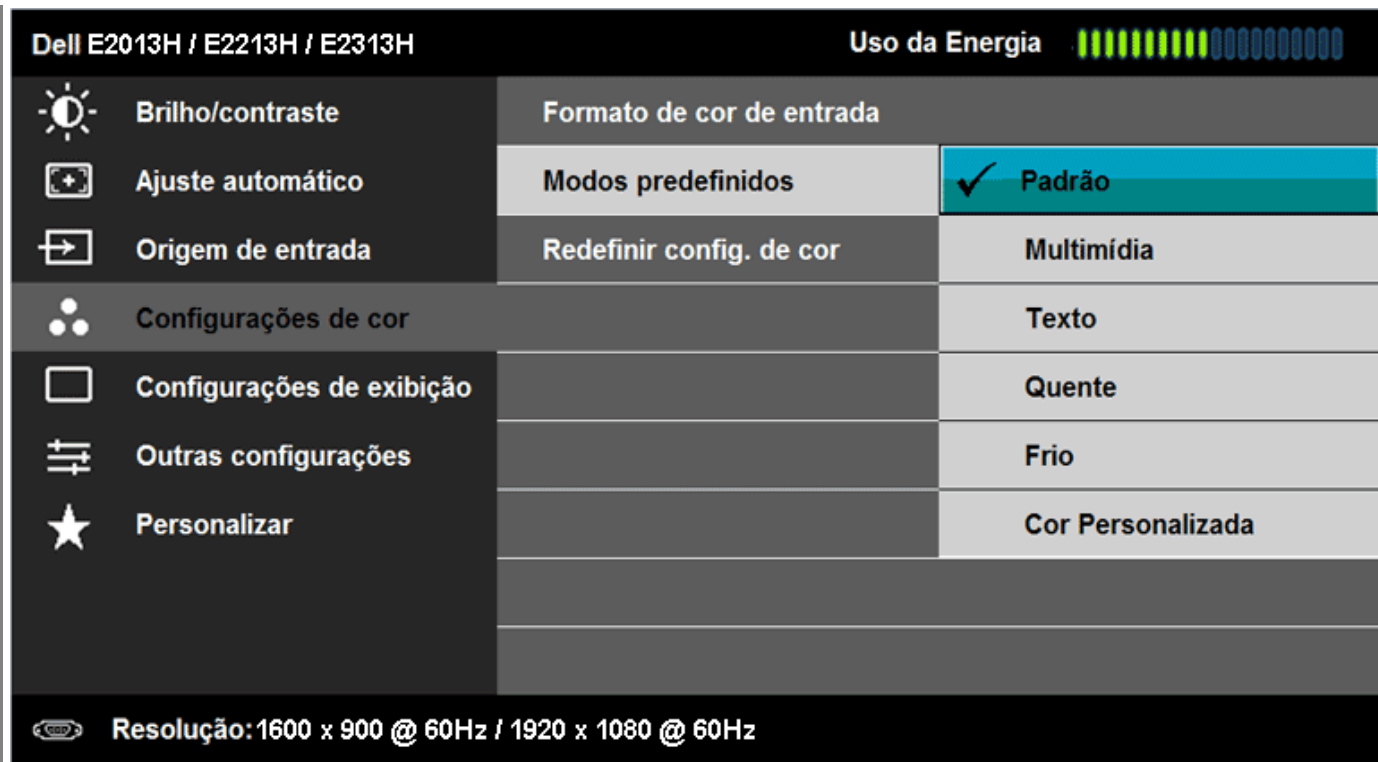 Dell E2013H / E2213H / E2313H Uso da Energia
Brilho/contraste Formato de cor de entrada
Ajuste automático Modos predefinidos Padrão
Origem de entrada Redefinir config. de cor Multimídia
Configurações de cor Texto
Configurações de exibição Quente
Outras configurações Frio
Personalizar Cor Personalizada
Resolução: 1600 x 900 @ 60Hz / 1920 x 1080 @ 60Hz